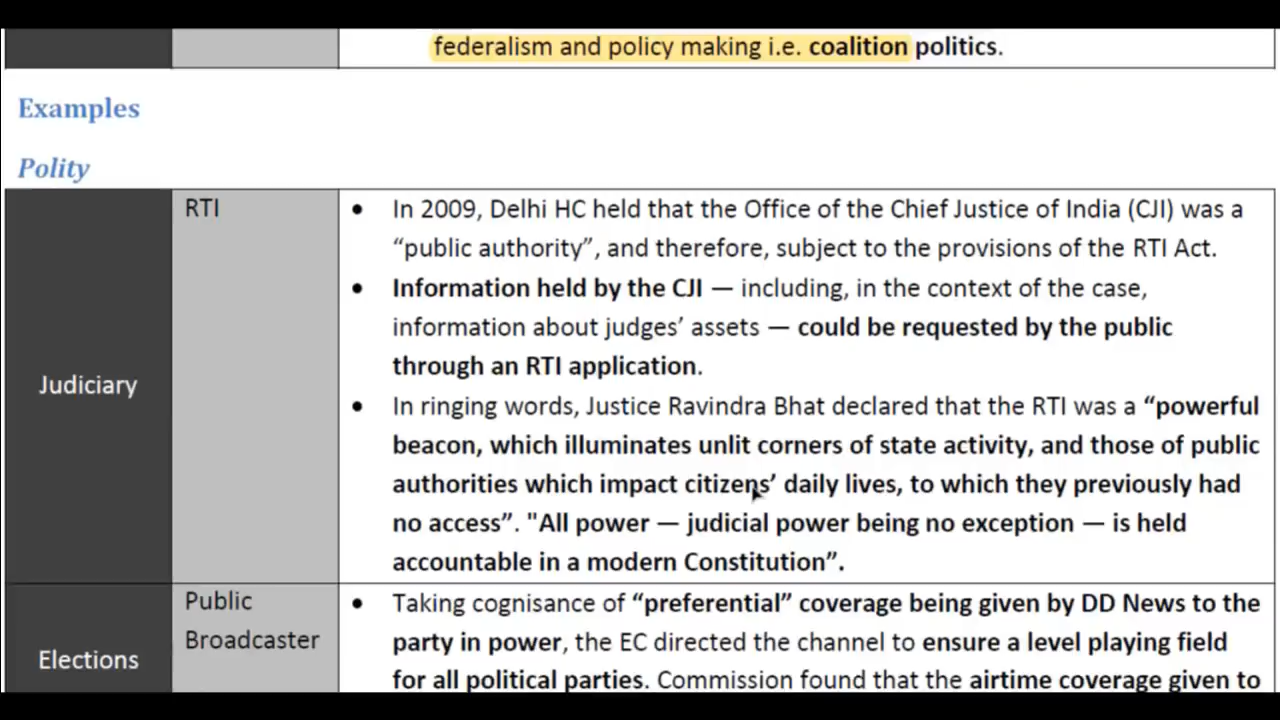 federalism and policy making i.e. coalition politics.
Examples
Polity
Judiciary
RTI
• In 2009, Delhi HC held that the Office of the Chief Justice of India (CJI) was a
“public authority”, and therefore, subject to the provisions of the RTI Act.
• Information held by the CJI — including, in the context of the case,
information about judges’ assets — could be requested by the public
through an RTI application.
• In ringing words, Justice Ravindra Bhat declared that the RTI was a “powerful
beacon, which illuminates unlit corners of state activity, and those of public
authorities which impact citizens’ daily lives, to which they previously had
no access”. "All power — judicial power being no exception — is held
accountable in a modern Constitution”.
Elections
Public
Broadcaster
• Taking cognisance of “preferential” coverage being given by DD News to the
party in power, the EC directed the channel to ensure a level playing field
for all political parties. Commission found that the airtime coverage given to